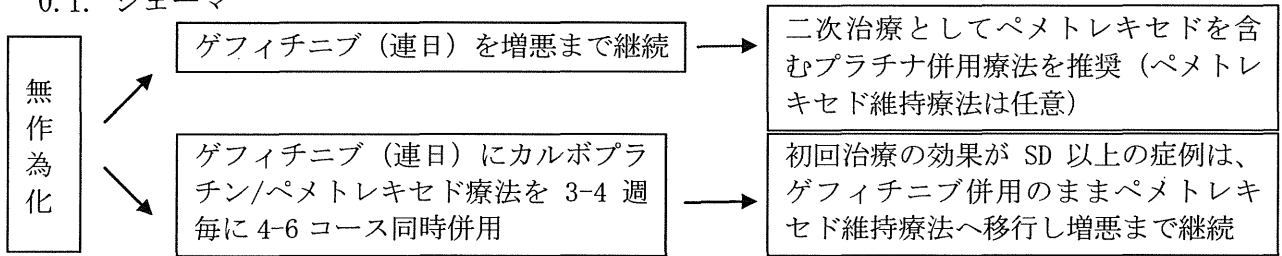 0.1. シェーマ
無
作
為
化
ゲフィチニブ（連日）を増悪まで継続
二次治療としてペメトレキセドを含
むプラチナ併用療法を推奨（ペメトレ
キセド維持療法は任意）
ゲフィチニブ（連日）にカルボプラ
チン/ペメトレキセド療法を 3-4 週
毎に 4-6 コース同時併用
初回治療の効果が SD 以上の症例は、
ゲフィチニブ併用のままペメトレキ
セド維持療法へ移行し増悪まで継続